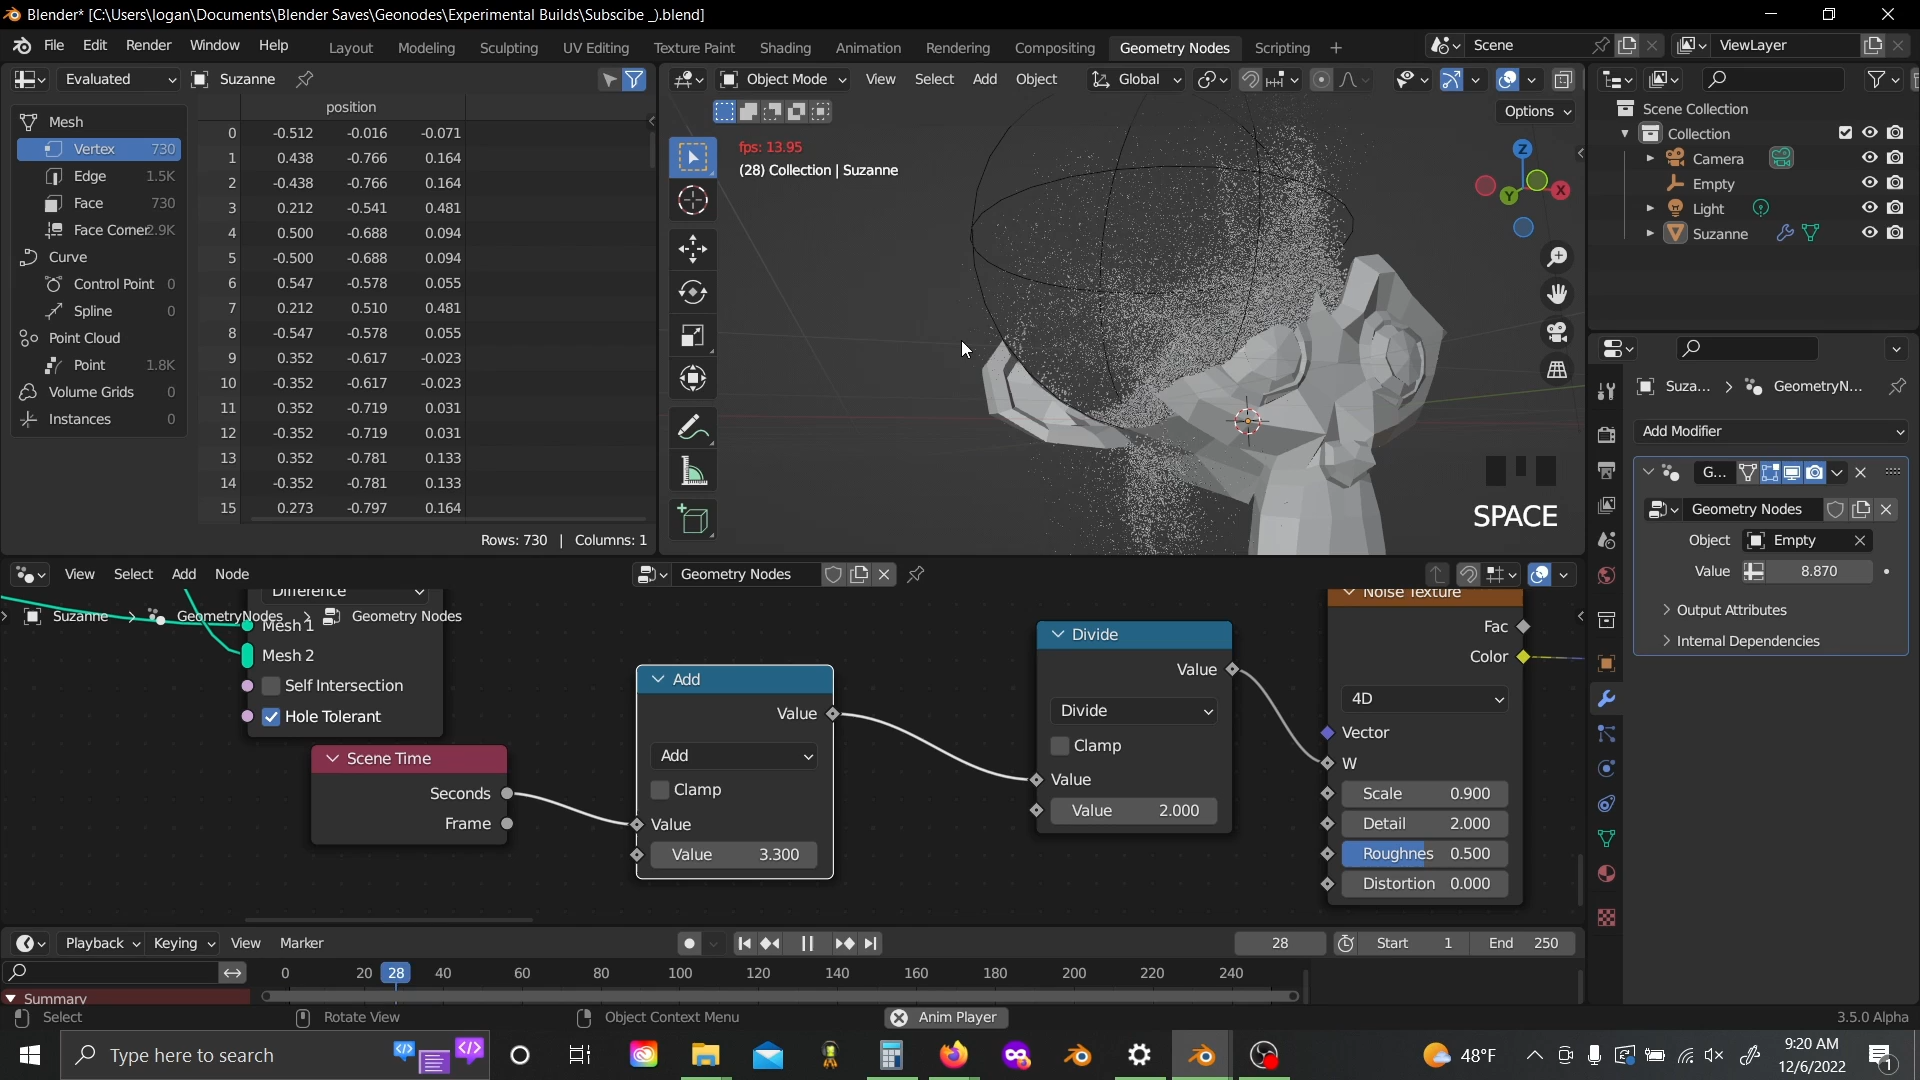 Blender* [C:\Users\logan\Documents\Blender Saves\Geonodes\Experimental Builds\Subscibe _).blend]
File Edit Render Window Help Layout Modeling Sculpting UV Editing Texture Paint Shading Animation Rendering Compositing Geometry Nodes Scripting + Scene ViewLayer
Evaluated Suzanne
Object Mode View Select Add Object Global
Options
position
Mesh
Vertex 730
Edge 1.5K
Face 730
Face Corner 2.9K
Curve
Control Point 0
Spline 0
Point Cloud
Point 1.8K
Volume Grids 0
Instances 0
0 -0.512 -0.016 -0.071
1 0.438 -0.766 0.164
2 -0.438 -0.766 0.164
3 0.212 -0.541 0.481
4 0.500 -0.688 0.094
5 -0.500 -0.688 0.094
6 0.547 -0.578 0.055
7 0.212 0.510 0.481
8 -0.547 -0.578 0.055
9 0.352 -0.617 -0.023
10 -0.352 -0.617 -0.023
11 0.352 -0.719 0.031
12 -0.352 -0.719 0.031
13 0.352 -0.781 0.133
14 -0.352 -0.781 0.133
15 0.273 -0.797 0.164
Rows: 730 | Columns: 1
fps: 13.95
(28) Collection | Suzanne
Z
Y X
SPACE
Scene Collection
Collection
Camera
Empty
Light
Suzanne
Suza... > GeometryN...
Add Modifier
G...
Geometry Nodes
Object Empty
Value 8.870
Output Attributes
Internal Dependencies
View Select Add Node
Geometry Nodes
Difference
Suzanne > GeometryNodes > Geometry Nodes
Mesh 1
Mesh 2
Self Intersection
Hole Tolerant
Scene Time
Seconds
Frame
Add
Value
Add
Clamp
Value
Value 3.300
Divide
Value
Divide
Clamp
Value
Value 2.000
Noise Texture
Fac
Color
4D
Vector
W
Scale 0.900
Detail 2.000
Roughnes 0.500
Distortion 0.000
Playback Keying View Marker
28 Start 1 End 250
0 20 28 40 60 80 100 120 140 160 180 200 220 240
Summary
Select Rotate View Object Context Menu Anim Player 3.5.0 Alpha
Type here to search
48°F
9:20 AM
12/6/2022
1